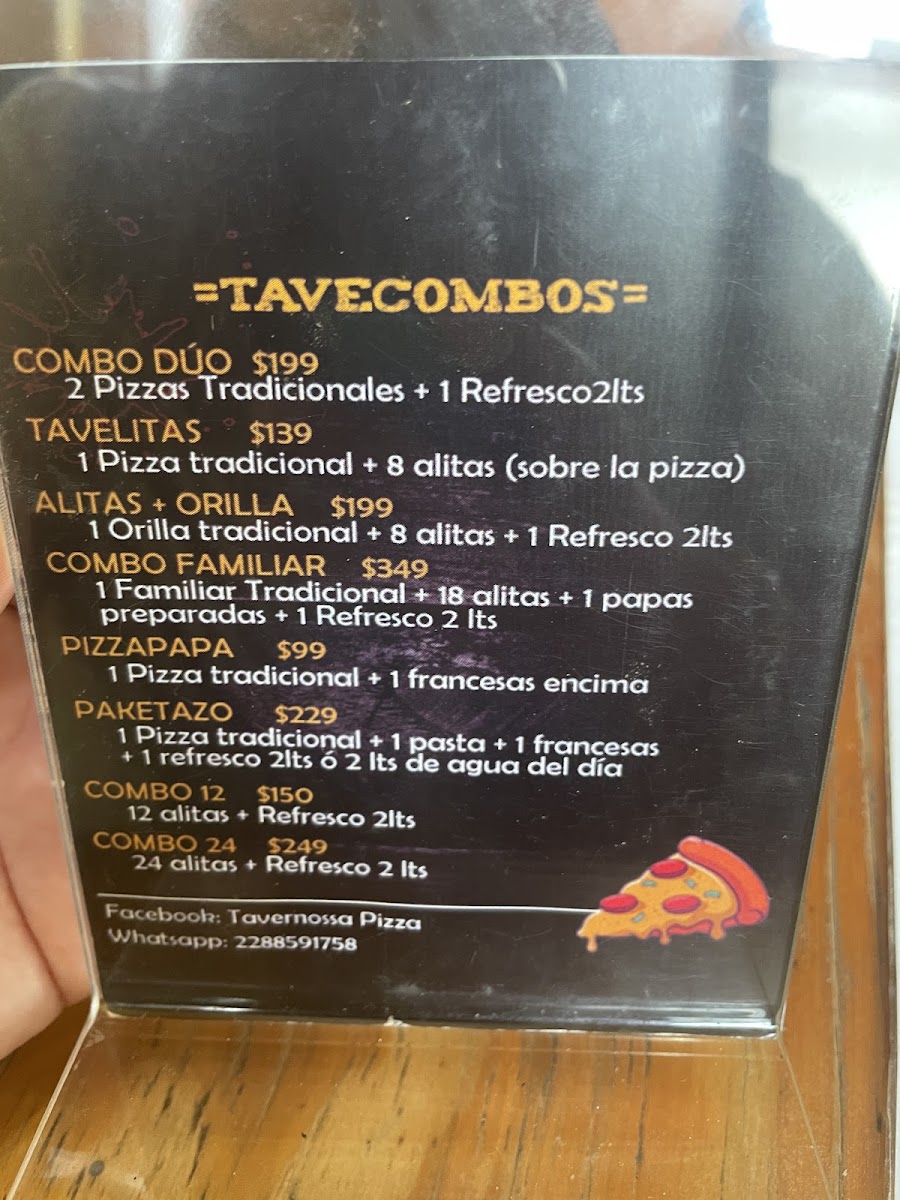 =TAVECOMBOS=
COMBO DÚO $199
2 Pizzas Tradicionales + 1 Refresco2lts
TAVELITAS $139
1 Pizza tradicional + 8 alitas (sobre la pizza)
ALITAS + ORILLA $199
1 Orilla tradicional + 8 alitas + 1 Refresco 2lts
COMBO FAMILIAR $349
1 Familiar Tradicional + 18 alitas + 1 papas
preparadas + 1 Refresco 2 lts
PIZZAPAPA $99
1 Pizza tradicional + 1 francesas encima
PAKETAZO $229
1 Pizza tradicional + 1 pasta + 1 francesas
+ 1 refresco 2lts ó 2 lts de agua del día
COMBO 12 $150
12 alitas + Refresco 2lts
COMBO 24 $249
24 alitas + Refresco 2 lts
Facebook: Tavernossa Pizza
Whatsapp: 2288591758